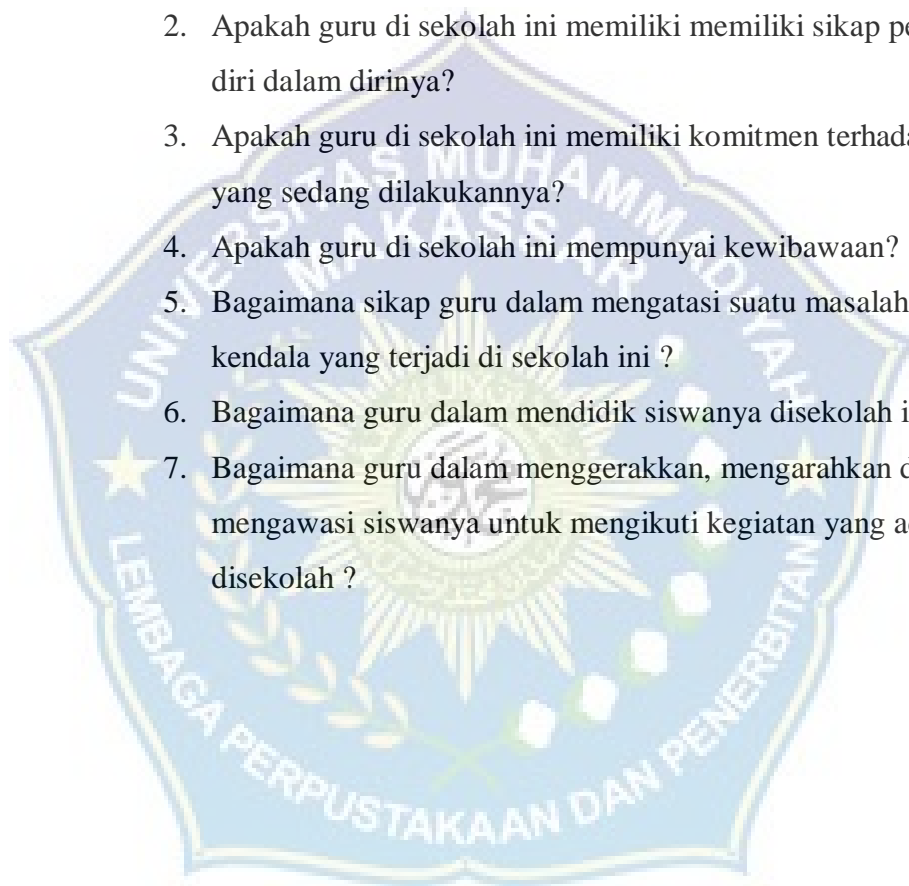 2. Apakah guru di sekolah ini memiliki memiliki sikap
diri dalam dirinya?
3. Apakah guru di sekolah ini memiliki komitmen
yang sedang dilakukannya?
4. Apakah guru di sekolah ini mempunyai kewibawaan?
5. Bagaimana sikap guru dalam mengatasi suatu masalah
kendala yang terjadi di sekolah ini ?
6. Bagaimana guru dalam mendidik siswanya disekolah
7. Bagaimana guru dalam menggerakkan, mengarahkan
mengawasi siswanya untuk mengikuti kegiatan yang
disekolah ?
UNIVERSITAS MUHAMMADIYAH
MAKASSAR
LEMBAGA PERPUSTAKAAN DAN PENERBITAN